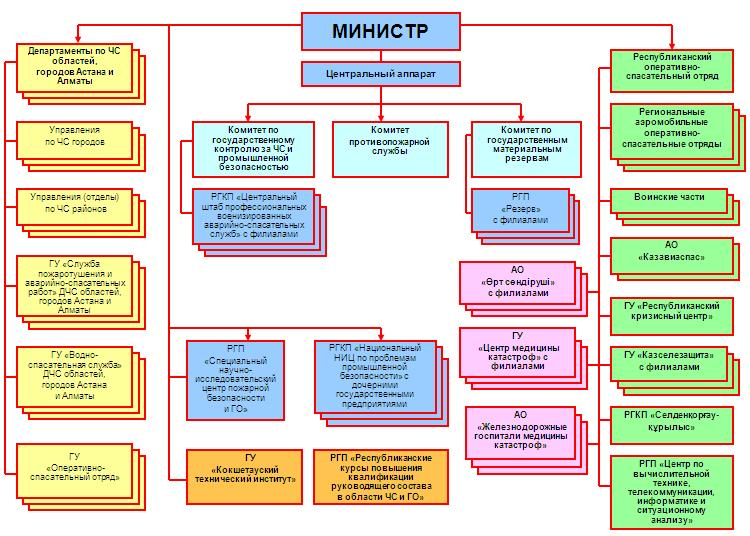 МИНИСТР
Центральный аппарат
Департаменты по ЧС
областей,
городов Астана и
Алматы
Управления
по ЧС городов
Управления (отделы)
по ЧС районов
ГУ «Служба
пожаротушения и
аварийно-спасательных
работ» ДЧС областей,
городов Астана и
Алматы
ГУ «Водно-
спасательная служба»
ДЧС областей,
городов Астана
и Алматы
ГУ
«Оперативно-
спасательный отряд»
Комитет по
государственному
контролю за ЧС и
промышленной
безопасностью
Комитет
противопожарной
службы
Комитет по
государственным
материальным
резервам
РГКП «Центральный
штаб профессиональных
военизированных
аварийно-спасательных
служб» с филиалами
РГП
«Резерв»
с филиалами
АО
«Өрт сөндіруші»
с филиалами
ГУ
«Центр медицины
катастроф» с
филиалами
АО
«Железнодорожные
госпитали медицины
катастроф»
РГП
«Специальный
научно-
исследовательский
центр пожарной
безопасности
и ГО»
РГКП «Национальный
НИЦ по проблемам
промышленной
безопасности» с
дочерними
государственными
предприятиями
ГУ
«Кокшетауский
технический институт»
РГП «Республиканские
курсы повышения
квалификации
руководящего состава
в области ЧС и ГО»
Республиканский
оперативно-
спасательный отряд
Региональные
аэромобильные
оперативно-
спасательные отряды
Воинские части
АО
«Казавиаспас»
ГУ «Республиканский
кризисный центр»
ГУ «Казселезащита»
с филиалами
РГКП «Селденкорғау-
құрылыс»
РГП «Центр по
вычислительной
технике,
телекоммуникации,
информатике и
ситуационному
анализу»